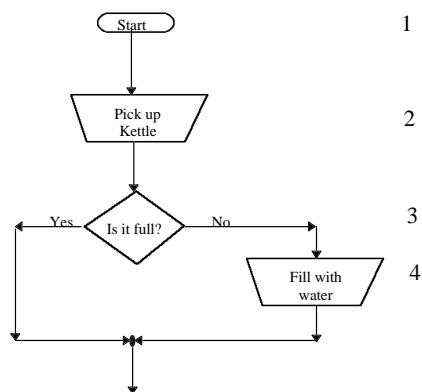 Start
1
Pick up
Kettle
2
Yes
Is it full?
No
3
Fill with
water
4